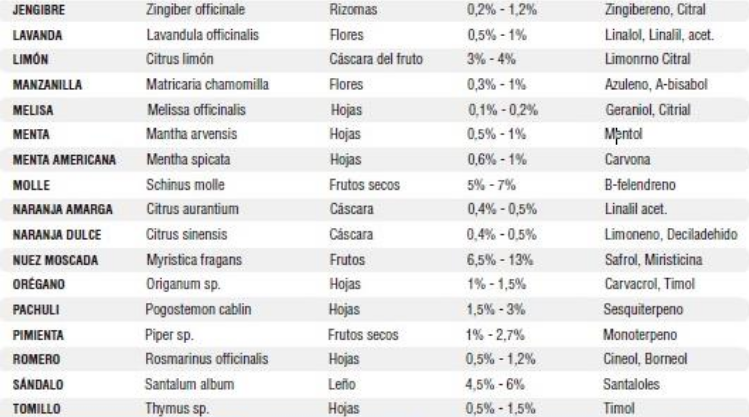 JENGIBRE Zingiber officinale Rizomas 0,2% - 1,2% Zingibereno, Citral
LAVANDA Lavandula officinalis Flores 0,5% - 1% Linalol, Linalil, acet.
LIMÓN Citrus limón Cáscara del fruto 3% - 4% Limonrno Citral
MANZANILLA Matricaria chamomilla Flores 0,3% - 1% Azuleno, A-bisabol
MELISA Melissa officinalis Hojas 0,1% - 0,2% Geraniol, Citrial
MENTA Mantha arvensis Hojas 0,5% - 1% Mentol
MENTA AMERICANA Mentha spicata Hojas 0,6% - 1% Carvona
MOLLE Schinus molle Frutos secos 5% - 7% B-felendreno
NARANJA AMARGA Citrus aurantium Cáscara 0,4% - 0,5% Linalil acet.
NARANJA DULCE Citrus sinensis Cáscara 0,4% - 0,5% Limoneno, Deciladehido
NUEZ MOSCADA Myristica fragans Frutos 6,5% - 13% Safrol, Miristicina
ORÉGANO Origanum sp. Hojas 1% - 1,5% Carvacrol, Timol
PACHULI Pogostemon cablin Hojas 1,5% - 3% Sesquiterpeno
PIMIENTA Piper sp. Frutos secos 1% - 2,7% Monoterpeno
ROMERO Rosmarinus officinalis Hojas 0,5% - 1,2% Cineol, Borneol
SÁNDALO Santalum album Leño 4,5% - 6% Santaloles
TOMILLO Thymus sp. Hojas 0,5% - 1,5% Timol